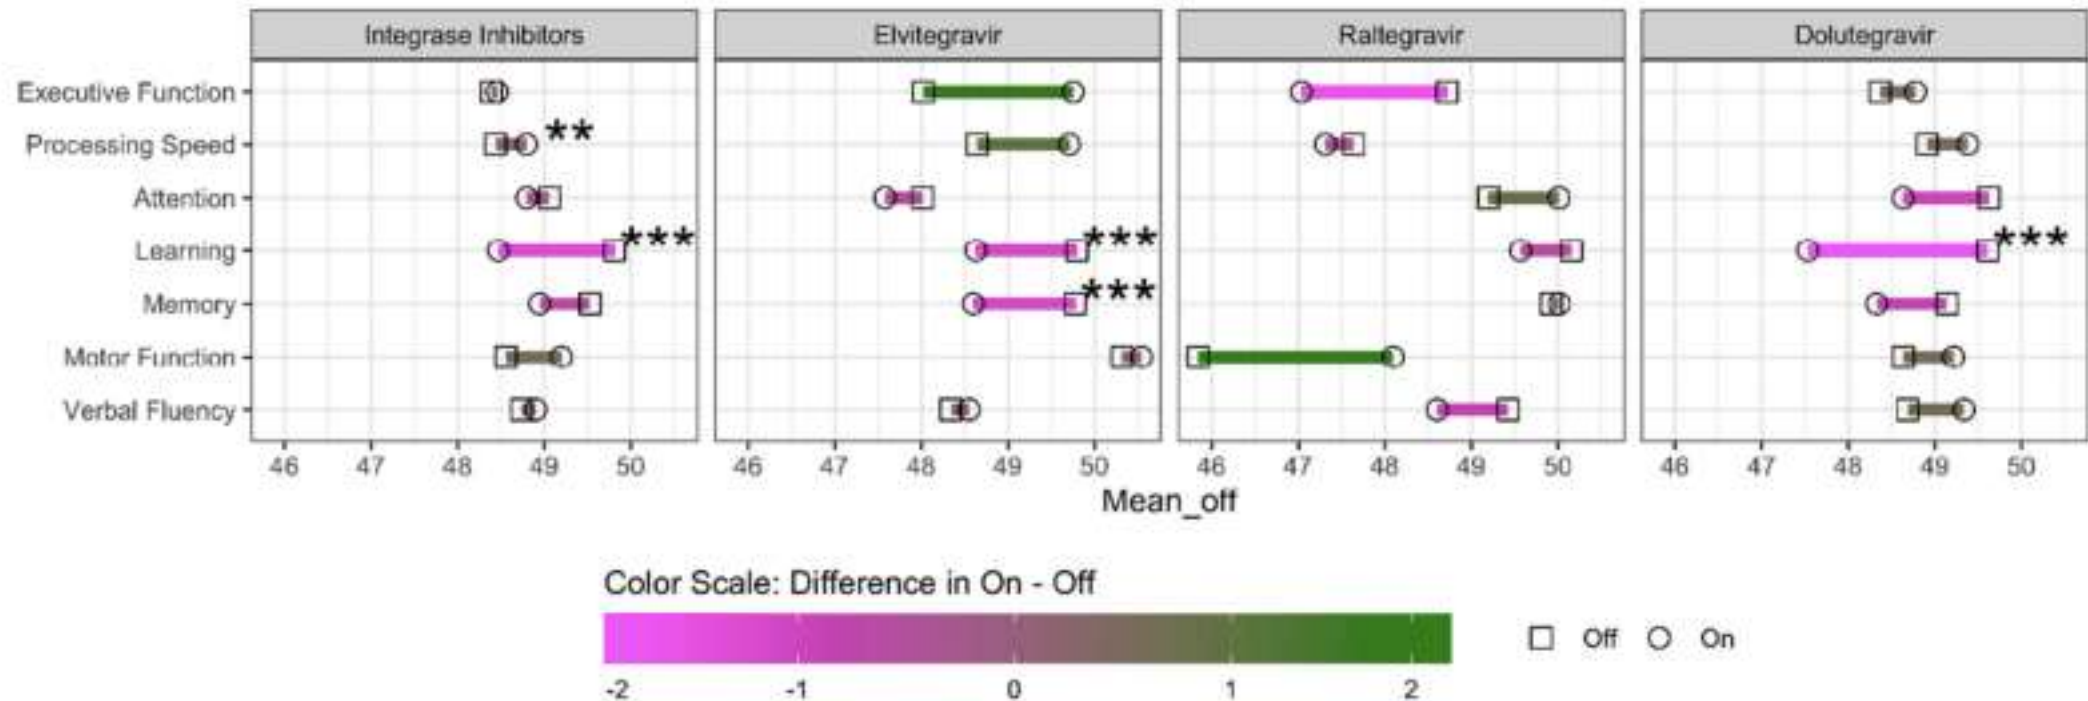 Integrase Inhibitors Elvitegravir Raltegravir Dolutegravir
Executive Function
Processing Speed **
Attention
Learning *** *** ***
Memory ***
Motor Function
Verbal Fluency
46 47 48 49 50 46 47 48 49 50 46 47 48 49 50 46 47 48 49 50
Mean_off
Color Scale: Difference in On - Off
Off On
-2 -1 0 1 2